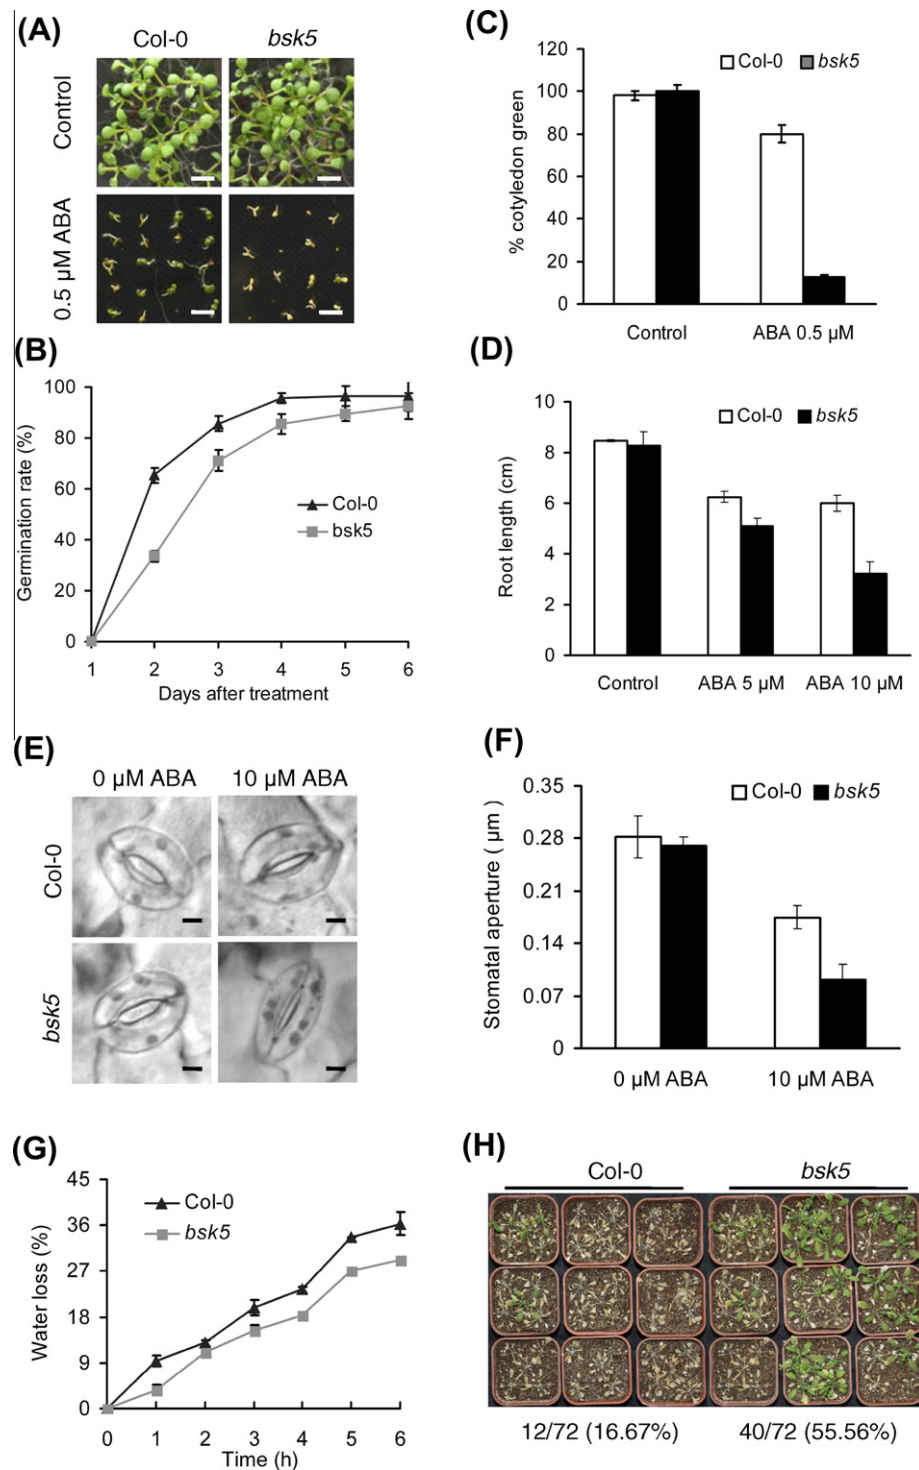 (A)
Col-0
bsk5
Control
0.5 µM ABA
(B)
100
80
60
40
20
0
1
2
3
4
5
6
Germination rate (%)
Days after treatment
Col-0
bsk5
(C)
120
100
80
60
40
20
0
% cotyledon green
Col-0
bsk5
Control
ABA 0.5 µM
(D)
10
8
6
4
2
0
Root length (cm)
Col-0
bsk5
Control
ABA 5 µM
ABA 10 µM
(E)
0 µM ABA
10 µM ABA
Col-0
bsk5
(F)
0.35
0.28
0.21
0.14
0.07
0
Stomatal aperture ( µm )
Col-0
bsk5
0 µM ABA
10 µM ABA
(G)
45
36
27
18
9
0
0
1
2
3
4
5
6
Water loss (%)
Time (h)
Col-0
bsk5
(H)
Col-0
bsk5
12/72 (16.67%)
40/72 (55.56%)